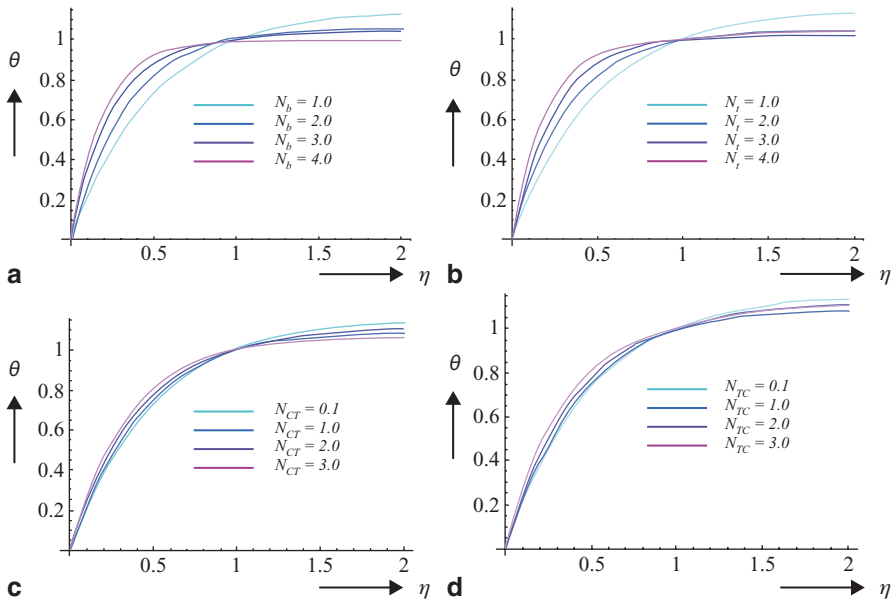 θ
1
0.8
0.6
0.4
0.2
0.5
1
1.5
2
N_b = 1.0
N_b = 2.0
N_b = 3.0
N_b = 4.0
a
η
θ
1
0.8
0.6
0.4
0.2
0.5
1
1.5
2
N_t = 1.0
N_t = 2.0
N_t = 3.0
N_t = 4.0
b
η
θ
1
0.8
0.6
0.4
0.2
0.5
1
1.5
2
N_CT = 0.1
N_CT = 1.0
N_CT = 2.0
N_CT = 3.0
c
η
θ
1
0.8
0.6
0.4
0.2
0.5
1
1.5
2
N_TC = 0.1
N_TC = 1.0
N_TC = 2.0
N_TC = 3.0
d
η